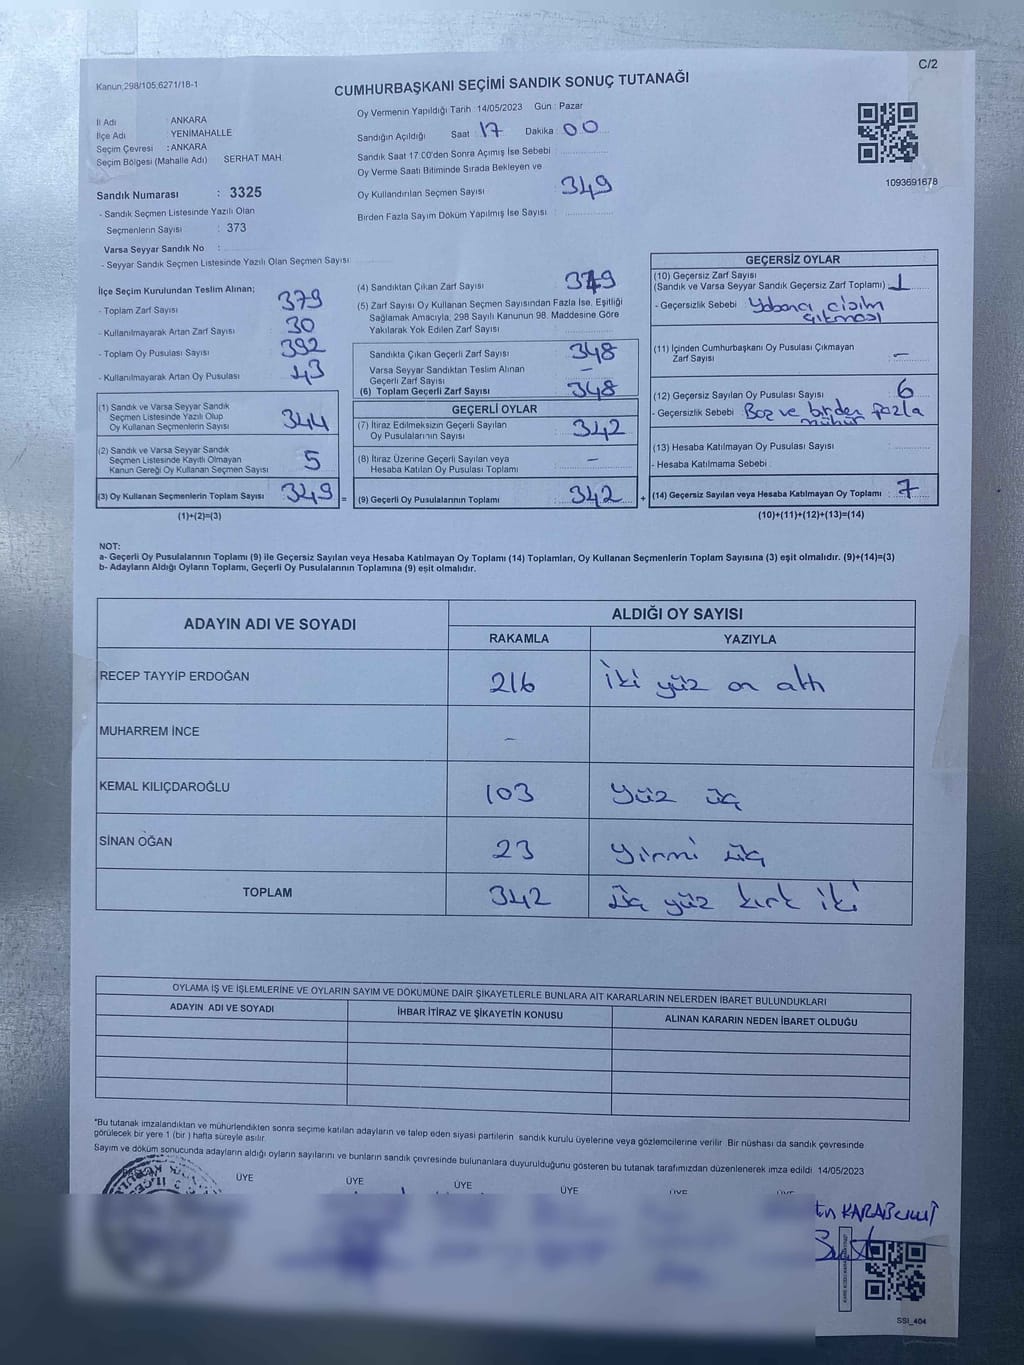 C/2
Kanun,298/105,6271/18-1
CUMHURBAŞKANI SEÇİMİ SANDIK SONUÇ TUTANAĞI
İl Adı ANKARA
İlçe Adı YENİMAHALLE
Seçim Çevresi : ANKARA
Seçim Bölgesi (Mahalle Adı) SERHAT MAH.
Sandık Numarası : 3325
- Sandık Seçmen Listesinde Yazılı Olan
Seçmenlerin Sayısı : 373
Varsa Seyyar Sandık No :
- Seyyar Sandık Seçmen Listesinde Yazılı Olan Seçmen Sayısı
Oy Vermenin Yapıldığı Tarih : 14/05/2023 Gün : Pazar
Sandığın Açıldığı Saat 17 Dakika 00
Sandık Saat 17:00'den Sonra Açımış İse Sebebi
Oy Verme Saati Bitiminde Sırada Bekleyen ve
Oy Kullandırılan Seçmen Sayısı 349
Birden Fazla Sayım Döküm Yapılmış İse Sayısı
1093691678
İlçe Seçim Kurulundan Teslim Alınan;
- Toplam Zarf Sayısı 379
- Kullanılmayarak Artan Zarf Sayısı 30
- Toplam Oy Pusulası Sayısı 392
- Kullanılmayarak Artan Oy Pusulası 43
(1) Sandık ve Varsa Seyyar Sandık
Seçmen Listesinde Yazılı Olup
Oy Kullanan Seçmenlerin Sayısı 344
(2) Sandık ve Varsa Seyyar Sandık
Seçmen Listesinde Kayıtlı Olmayan
Kanun Gereği Oy Kullanan Seçmen Sayısı 5
(3) Oy Kullanan Seçmenlerin Toplam Sayısı 349 =
(1)+(2)=(3)
(4) Sandıktan Çıkan Zarf Sayısı 349
(5) Zarf Sayısı Oy Kullanan Seçmen Sayısından Fazla İse, Eşitliği
Sağlamak Amacıyla, 298 Sayılı Kanunun 98. Maddesine Göre
Yakılarak Yok Edilen Zarf Sayısı
Sandıkta Çıkan Geçerli Zarf Sayısı 348
Varsa Seyyar Sandıktan Teslim Alınan
Geçerli Zarf Sayısı –
(6) Toplam Geçerli Zarf Sayısı 348
GEÇERLİ OYLAR
(7) İtiraz Edilmeksizin Geçerli Sayılan
Oy Pusulalarının Sayısı 342
(8) İtiraz Üzerine Geçerli Sayılan veya
Hesaba Katılan Oy Pusulası Toplamı –
(9) Geçerli Oy Pusulalarının Toplamı 342 +
GEÇERSİZ OYLAR
(10) Geçersiz Zarf Sayısı
(Sandık ve Varsa Seyyar Sandık Geçersiz Zarf Toplamı) 1
- Geçersizlik Sebebi Yabancı cisim
çıkması
(11) İçinden Cumhurbaşkanı Oy Pusulası Çıkmayan
Zarf Sayısı –
(12) Geçersiz Sayılan Oy Pusulası Sayısı 6
- Geçersizlik Sebebi Boş ve birden fazla
mühür
(13) Hesaba Katılmayan Oy Pusulası Sayısı
- Hesaba Katılmama Sebebi
(14) Geçersiz Sayılan veya Hesaba Katılmayan Oy Toplamı : 7
(10)+(11)+(12)+(13)=(14)
NOT:
a- Geçerli Oy Pusulalarının Toplamı (9) ile Geçersiz Sayılan veya Hesaba Katılmayan Oy Toplamı (14) Toplamları, Oy Kullanan Seçmenlerin Toplam Sayısına (3) eşit olmalıdır. (9)+(14)=(3)
b- Adayların Aldığı Oyların Toplamı, Geçerli Oy Pusulalarının Toplamına (9) eşit olmalıdır.
ADAYIN ADI VE SOYADI
ALDIĞI OY SAYISI
RAKAMLA YAZIYLA
RECEP TAYYİP ERDOĞAN 216 iki yüz on altı
MUHARREM İNCE –
KEMAL KILIÇDAROĞLU 103 yüz üç
SİNAN OĞAN 23 yirmi üç
TOPLAM 342 üç yüz kırk iki
OYLAMA İŞ VE İŞLEMLERİNE VE OYLARIN SAYIM VE DÖKÜMÜNE DAİR ŞİKAYETLERLE BUNLARA AİT KARARLARIN NELERDEN İBARET BULUNDUKLARI
ADAYIN ADI VE SOYADI İHBAR İTİRAZ VE ŞİKAYETİN KONUSU ALINAN KARARIN NEDEN İBARET OLDUĞU
*Bu tutanak imzalandıktan ve mühürlendikten sonra seçime katılan adayların ve talep eden siyasi partilerin sandık kurulu üyelerine veya gözlemcilerine verilir. Bir nüshası da sandık çevresinde
görülecek bir yere 1 (bir ) hafta süreyle asılır.
Sayım ve döküm sonucunda adayların aldığı oyların sayılarını ve bunların sandık çevresinde bulunanlara duyurulduğunu gösteren bu tutanak tarafımızdan düzenlenerek imza edildi 14/05/2023
ÜYE ÜYE ÜYE ÜYE ÜYE
SSI_404